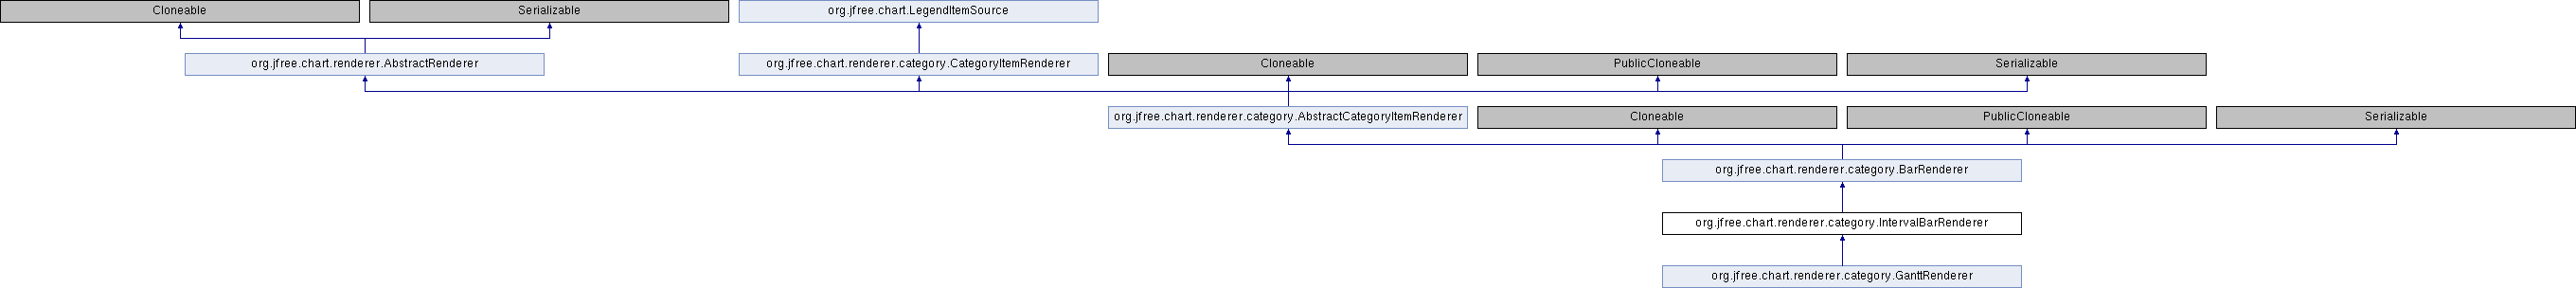 Cloneable
Serializable
org.jfree.chart.LegendItemSource
org.jfree.chart.renderer.AbstractRenderer
org.jfree.chart.renderer.category.CategoryItemRenderer
Cloneable
PublicCloneable
Serializable
org.jfree.chart.renderer.category.AbstractCategoryItemRenderer
Cloneable
PublicCloneable
Serializable
org.jfree.chart.renderer.category.BarRenderer
org.jfree.chart.renderer.category.IntervalBarRenderer
org.jfree.chart.renderer.category.GanttRenderer